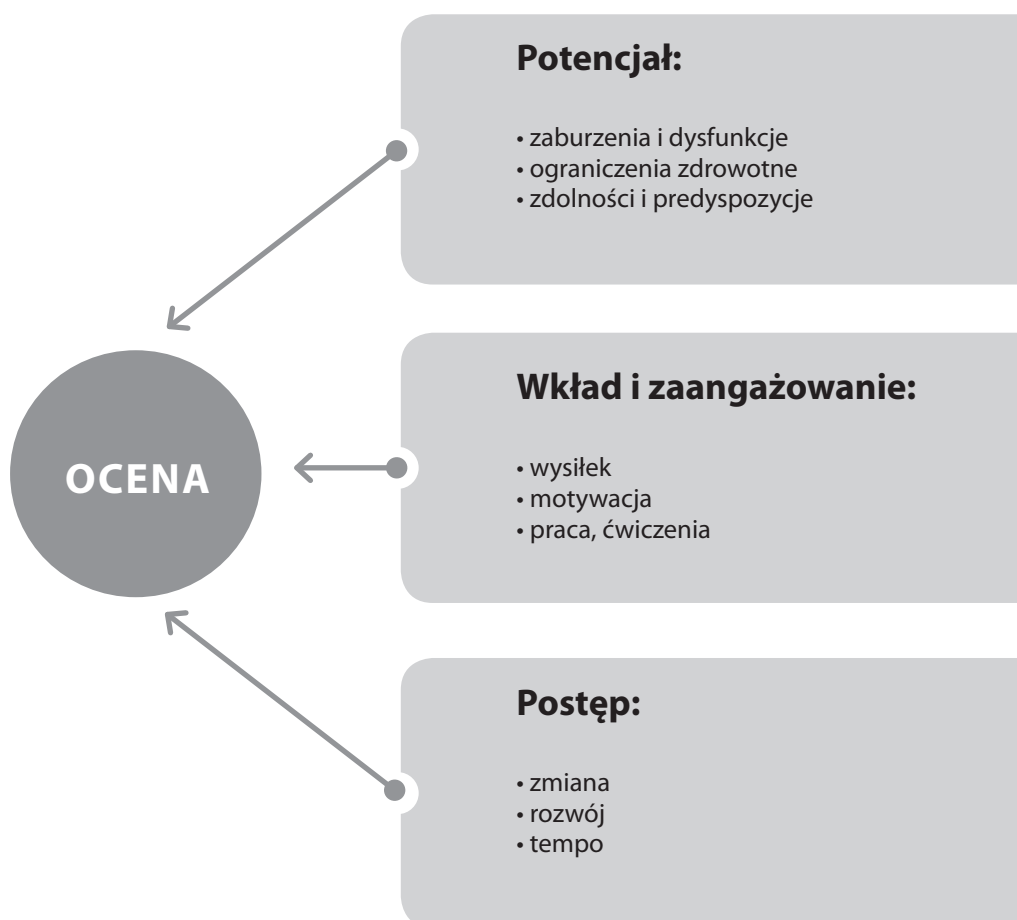 Potencjał:
• zaburzenia i dysfunkcje
• ograniczenia zdrowotne
• zdolności i predyspozycje
OCENA
Wkład i zaangażowanie:
• wysiłek
• motywacja
• praca, ćwiczenia
Postęp:
• zmiana
• rozwój
• tempo